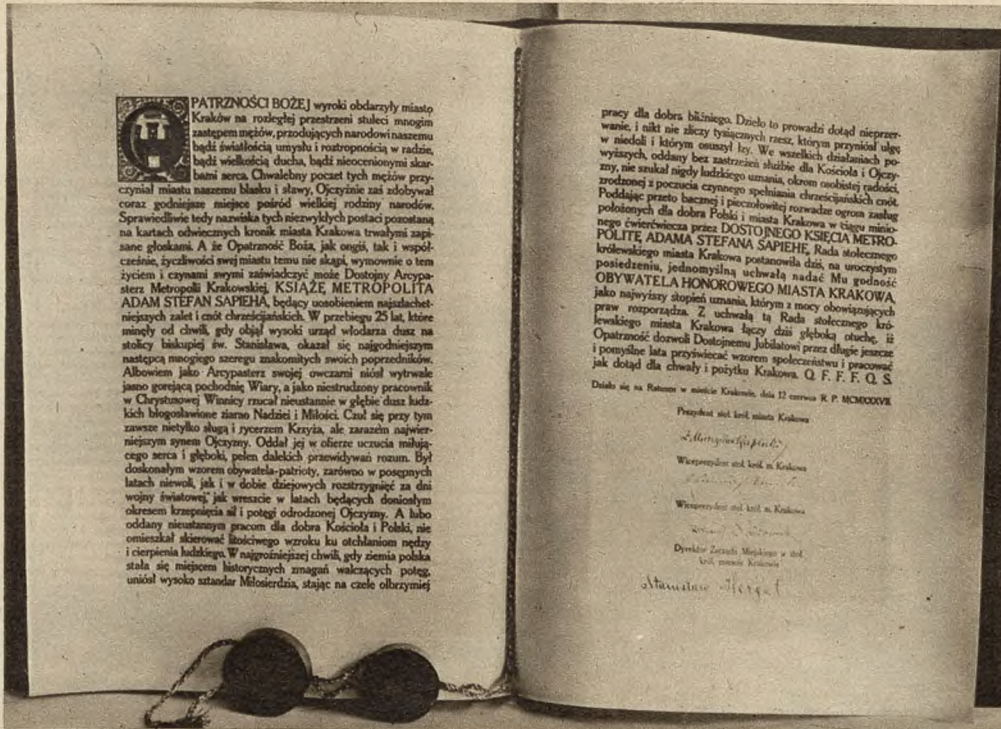 OPATRZNOŚCI BOŻEJ wyroki obdarzyły miasto
Kraków na rozległej przestrzeni stuleci mnogim
zastępem mężów, przodujących narodowi naszemu
bądź światłością umysłu i roztropnością w radzie,
bądź wielkością ducha, bądź nieocenionymi skar-
bami serca. Chwalebny poczet tych mężów przy-
czyniał miastu naszemu blasku i sławy, Ojczyźnie zaś zdobywał
coraz godniejsze miejsce pośród wielkiej rodziny narodów.
Sprawiedliwie tedy nazwiska tych niezwykłych postaci pozostaną
na kartach odwiecznych kronik miasta Krakowa trwałymi zapi-
sane głoskami. A że Opatrzność Boża, jak ongiś, tak i współ-
cześnie, życzliwości swej miastu temu nie skąpi, wymownie o tem
życiem i czynami swymi zaświadczyć może Dostojny Arcypa-
sterz Metropolii Krakowskiej, KSIĄŻĘ METROPOLITA
ADAM STEFAN SAPIEHA, będący uosobieniem najszlachet-
niejszych zalet i cnót chrześcijańskich. W przebiegu 25 lat, które
minęły od chwili, gdy objął wysoki urząd włodarza dusz na
stolicy biskupiej św. Stanisława, okazał się najgodniejszym
następcą mnogiego szeregu znakomitych swoich poprzedników.
Albowiem jako Arcypasterz swojej owczarni niósł wytrwale
jasno gorejącą pochodnię Wiary, a jako niestrudzony pracownik
w Chrystusowej Winnicy rzucał nieustannie w głębie dusz ludz-
kich błogosławione ziarno Nadziei i Miłości. Czuł się przy tym
zawsze nietylko sługą i rycerzem Krzyża, ale zarazem najwier-
niejszym synem Ojczyzny. Oddał jej w ofierze uczucia miłują-
cego serca i głęboki, pełen dalekich przewidywań rozum. Był
doskonałym wzorem obywatela-patrioty, zarówno w posępnych
latach niewoli, jak i w dobie dziejowych rozstrzygnięć za dni
wojny światowej, jak wreszcie w latach będących doniosłym
okresem krzepnięcia sił i potęgi odrodzonej Ojczyzny. A lubo
oddany nieustannym pracom dla dobra Kościoła i Polski, nie
omieszkał skierować litościwego wzroku ku otchłaniom nędzy
i cierpienia ludzkiego. W najgroźniejszej chwili, gdy ziemia polska
stała się miejscem historycznych zmagań walczących potęg,
uniósł wysoko sztandar Miłosierdzia, stając na czele olbrzymiej
pracy dla dobra bliźniego. Dzieło to prowadzi dotąd nieprzer-
wanie, i nikt nie zliczy tysiącznych rzesz, którym przyniósł ulgę
w niedoli i którym osuszył łzy. We wszelkich działaniach po-
wyższych, oddany bez zastrzeżeń służbie dla Kościoła i Ojczy-
zny, nie szukał nigdy ludzkiego uznania, okrom osobistej radości,
zrodzonej z poczucia czynnego spełniania chrześcijańskich cnót.
Poddając przeto bacznej i pieczołowitej rozwadze ogrom zasług
położonych dla dobra Polski i miasta Krakowa w ciągu minio-
nego ćwierćwiecza przez DOSTOJNEGO KSIĘCIA METRO-
POLITĘ ADAMA STEFANA SAPIEHĘ, Rada stołecznego
królewskiego miasta Krakowa postanowiła dziś, na uroczystym
posiedzeniu, jednomyślną uchwałą nadać Mu godność
OBYWATELA HONOROWEGO MIASTA KRAKOWA,
jako najwyższy stopień uznania, którym z mocy obowiązujących
praw rozporządza. Z uchwałą tą Rada stołecznego kró-
lewskiego miasta Krakowa łączy dziś głęboką otuchę, iż
Opatrzność dozwoli Dostojnemu Jubilatowi przez długie jeszcze
i pomyślne lata przyświecać wzorem społeczeństwu i pracować
jak dotąd dla chwały i pożytku Krakowa. Q. F. F. F. Q. S.
Działo się na Ratuszu w mieście Krakowie, dnia 12 czerwca R. P. MCMXXXVII
Prezydent stoł. król. miasta Krakowa
Wiceprezydent stoł. król. m. Krakowa
Wiceprezydent stoł. król. m. Krakowa
Dyrektor Zarządu Miejskiego w stoł.
król. mieście Krakowie
Stanisław